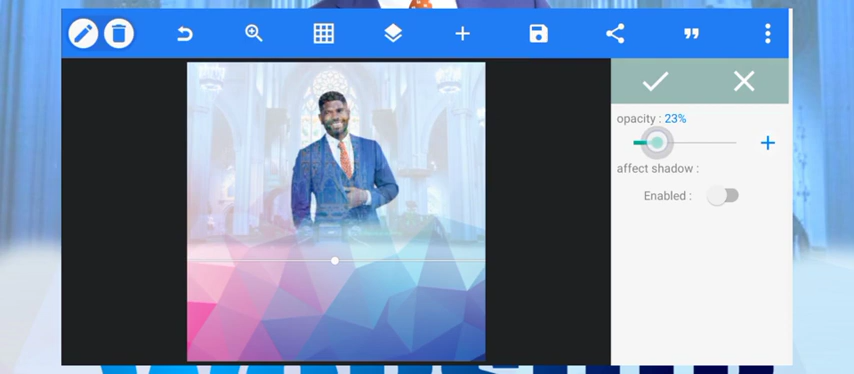 opacity : 23%
affect shadow :
Enabled :